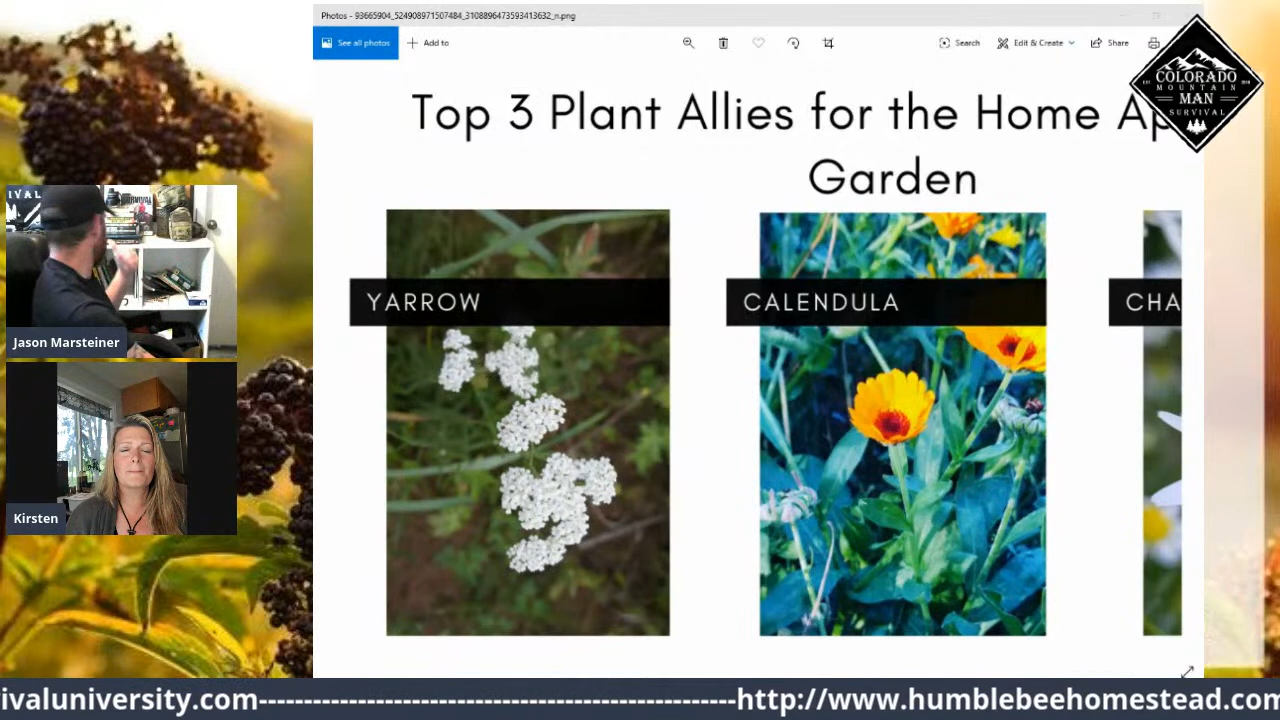 Photos - 93665904_524908971507484_3108896473593413632_n.png
See all photos
Add to
Search
Edit & Create
Share
COLORADO
MOUNTAIN
MAN
SURVIVAL
Top 3 Plant Allies for the Home Ap
Garden
YARROW
CALENDULA
CHA
IVAL
Jason Marsteiner
Kirsten
ivaluniversity.com--------------------------------------------------http://www.humblebeehomestead.com